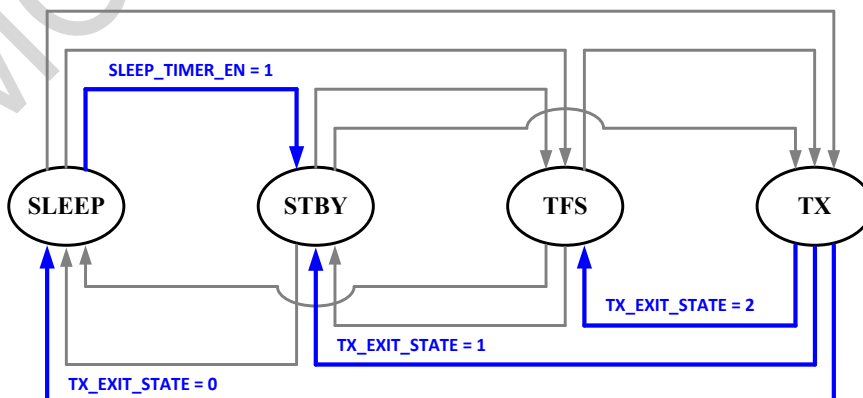 SLEEP_TIMER_EN = 1
SLEEP
STBY
TFS
TX
TX_EXIT_STATE = 2
TX_EXIT_STATE = 1
TX_EXIT_STATE = 0